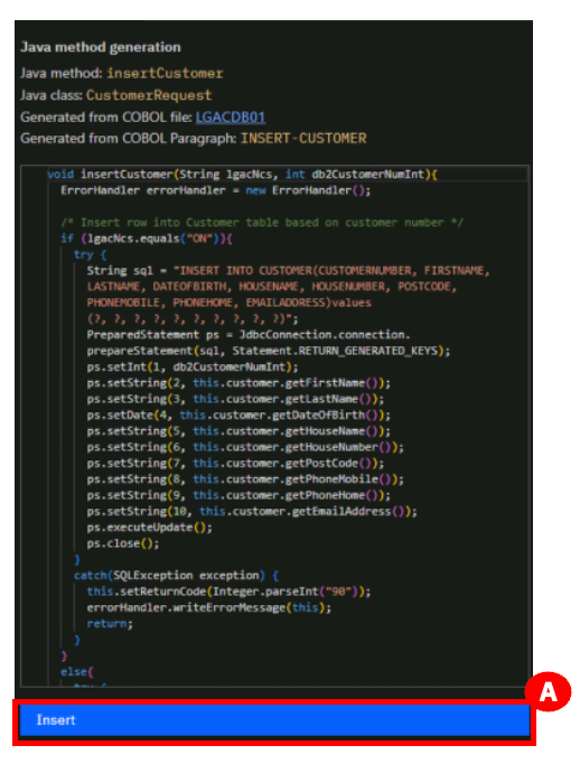 Java method generation
Java method: insertCustomer
Java class: CustomerRequest
Generated from COBOL file: LGACDB01
Generated from COBOL Paragraph: INSERT-CUSTOMER
void insertCustomer(String lgacNcs, int db2CustomerNumInt){
ErrorHandler errorHandler = new ErrorHandler();
/* Insert row into Customer table based on customer number */
if (lgacNcs.equals("ON")){
try {
String sql = "INSERT INTO CUSTOMER(CUSTOMERNUMBER, FIRSTNAME,
LASTNAME, DATEOFBIRTH, HOUSENAME, HOUSENUMBER, POSTCODE,
PHONEMOBILE, PHONEHOME, EMAILADDRESS)values
(?, ?, ?, ?, ?, ?, ?, ?, ?, ?)";
PreparedStatement ps = JdbcConnection.connection.
prepareStatement(sql, Statement.RETURN_GENERATED_KEYS);
ps.setInt(1, db2CustomerNumInt);
ps.setString(2, this.customer.getFirstName());
ps.setString(3, this.customer.getLastName());
ps.setDate(4, this.customer.getDateOfBirth());
ps.setString(5, this.customer.getHouseName());
ps.setString(6, this.customer.getHouseNumber());
ps.setString(7, this.customer.getPostCode());
ps.setString(8, this.customer.getPhoneMobile());
ps.setString(9, this.customer.getPhoneHome());
ps.setString(10, this.customer.getEmailAddress());
ps.executeUpdate();
ps.close();
}
catch(SQLException exception) {
this.setReturnCode(Integer.parseInt("90"));
errorHandler.writeErrorMessage(this);
return;
}
}
else{
A
Insert